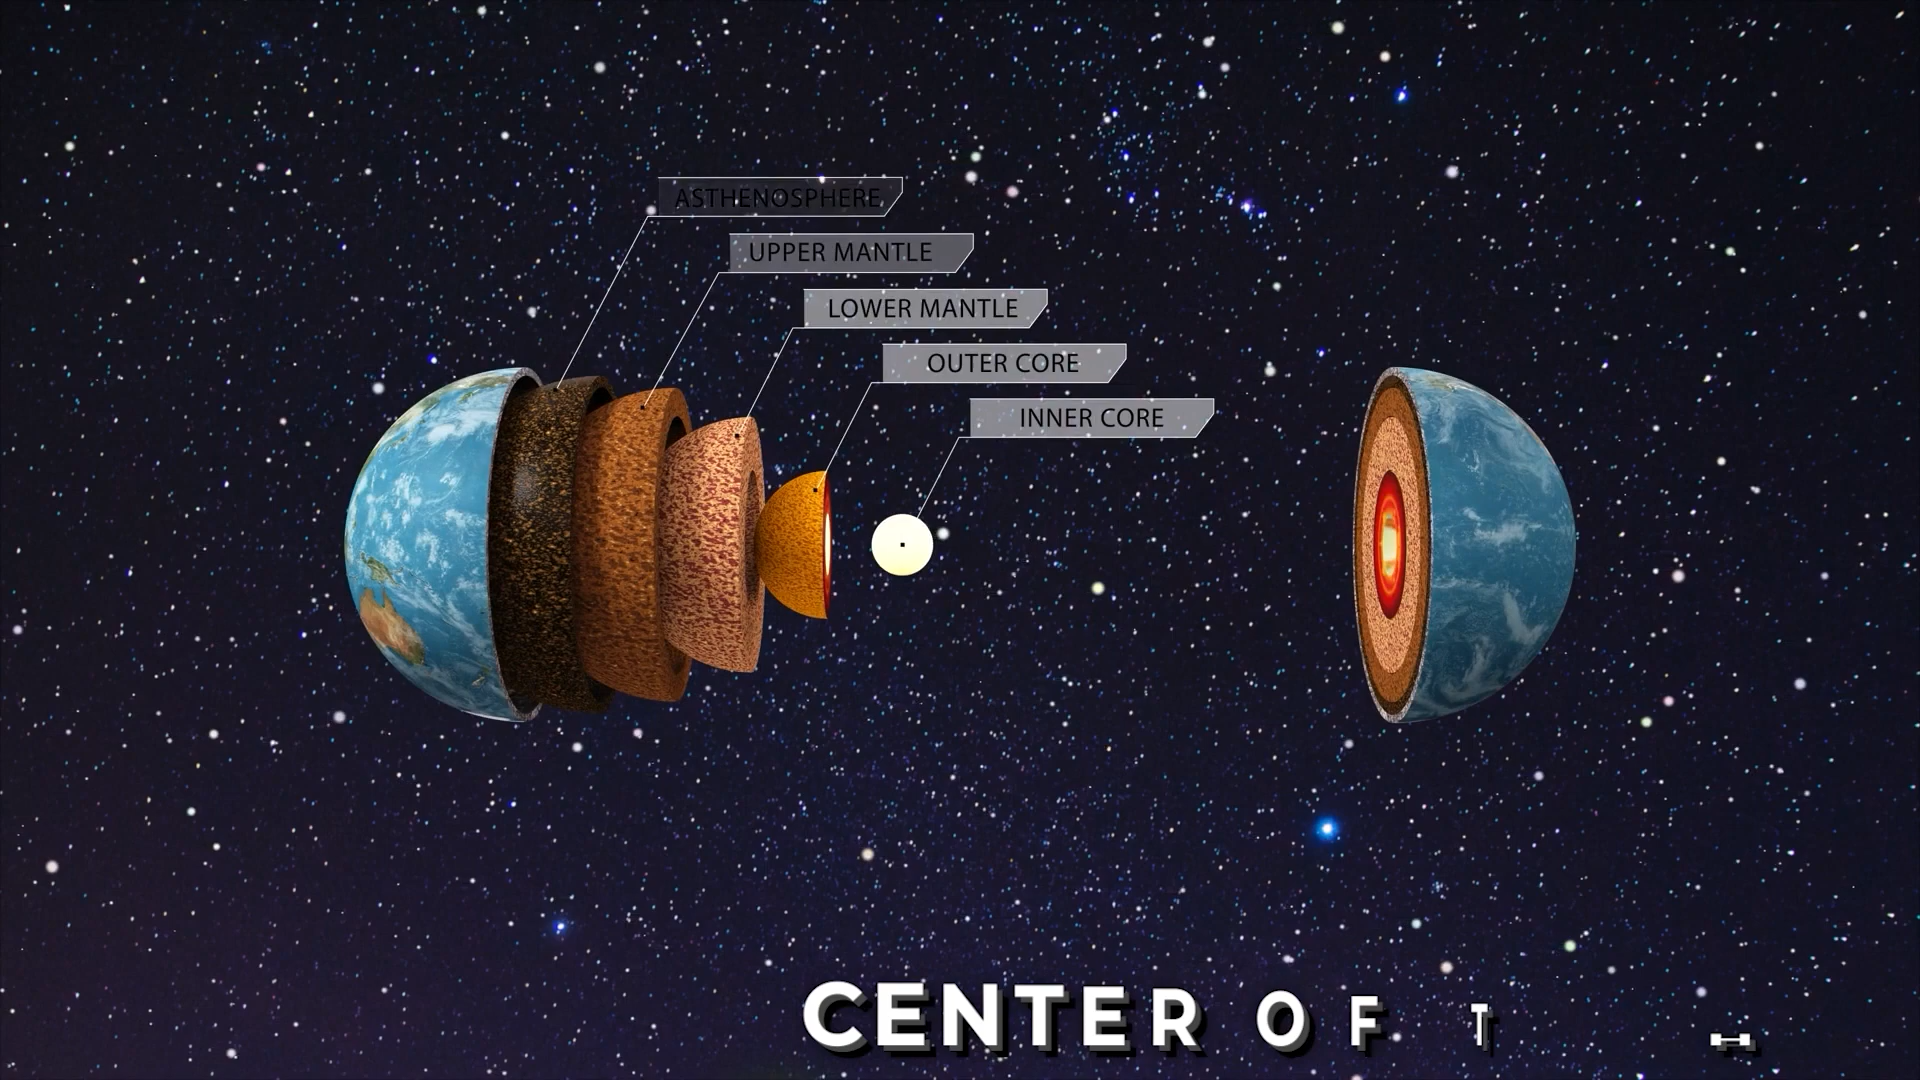 ASTHENOSPHERE
UPPER MANTLE
LOWER MANTLE
OUTER CORE
INNER CORE
CENTER OF T